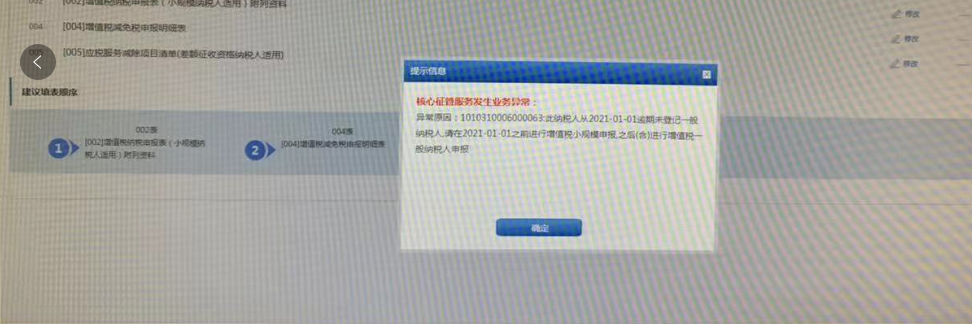 002 [002]增值税纳税申报表(小规模纳税人适用)附列资料 修改
004 [004]增值税减免税申报明细表 修改
[005]应税服务减除项目清单(差额征收资格纳税人适用) 修改
建议填表顺序
002表
1 [002]增值税纳税申报表(小规模纳
税人适用)附列资料
004表
2 [004]增值税减免税申报明细表
提示信息
核心征管服务发生业务异常:
异常原因:1010310006000063:此纳税人从2021-01-01逾期未登记一般
纳税人,请在2021-01-01之前进行增值税小规模申报,之后(含)进行增值税一
般纳税人申报
确定